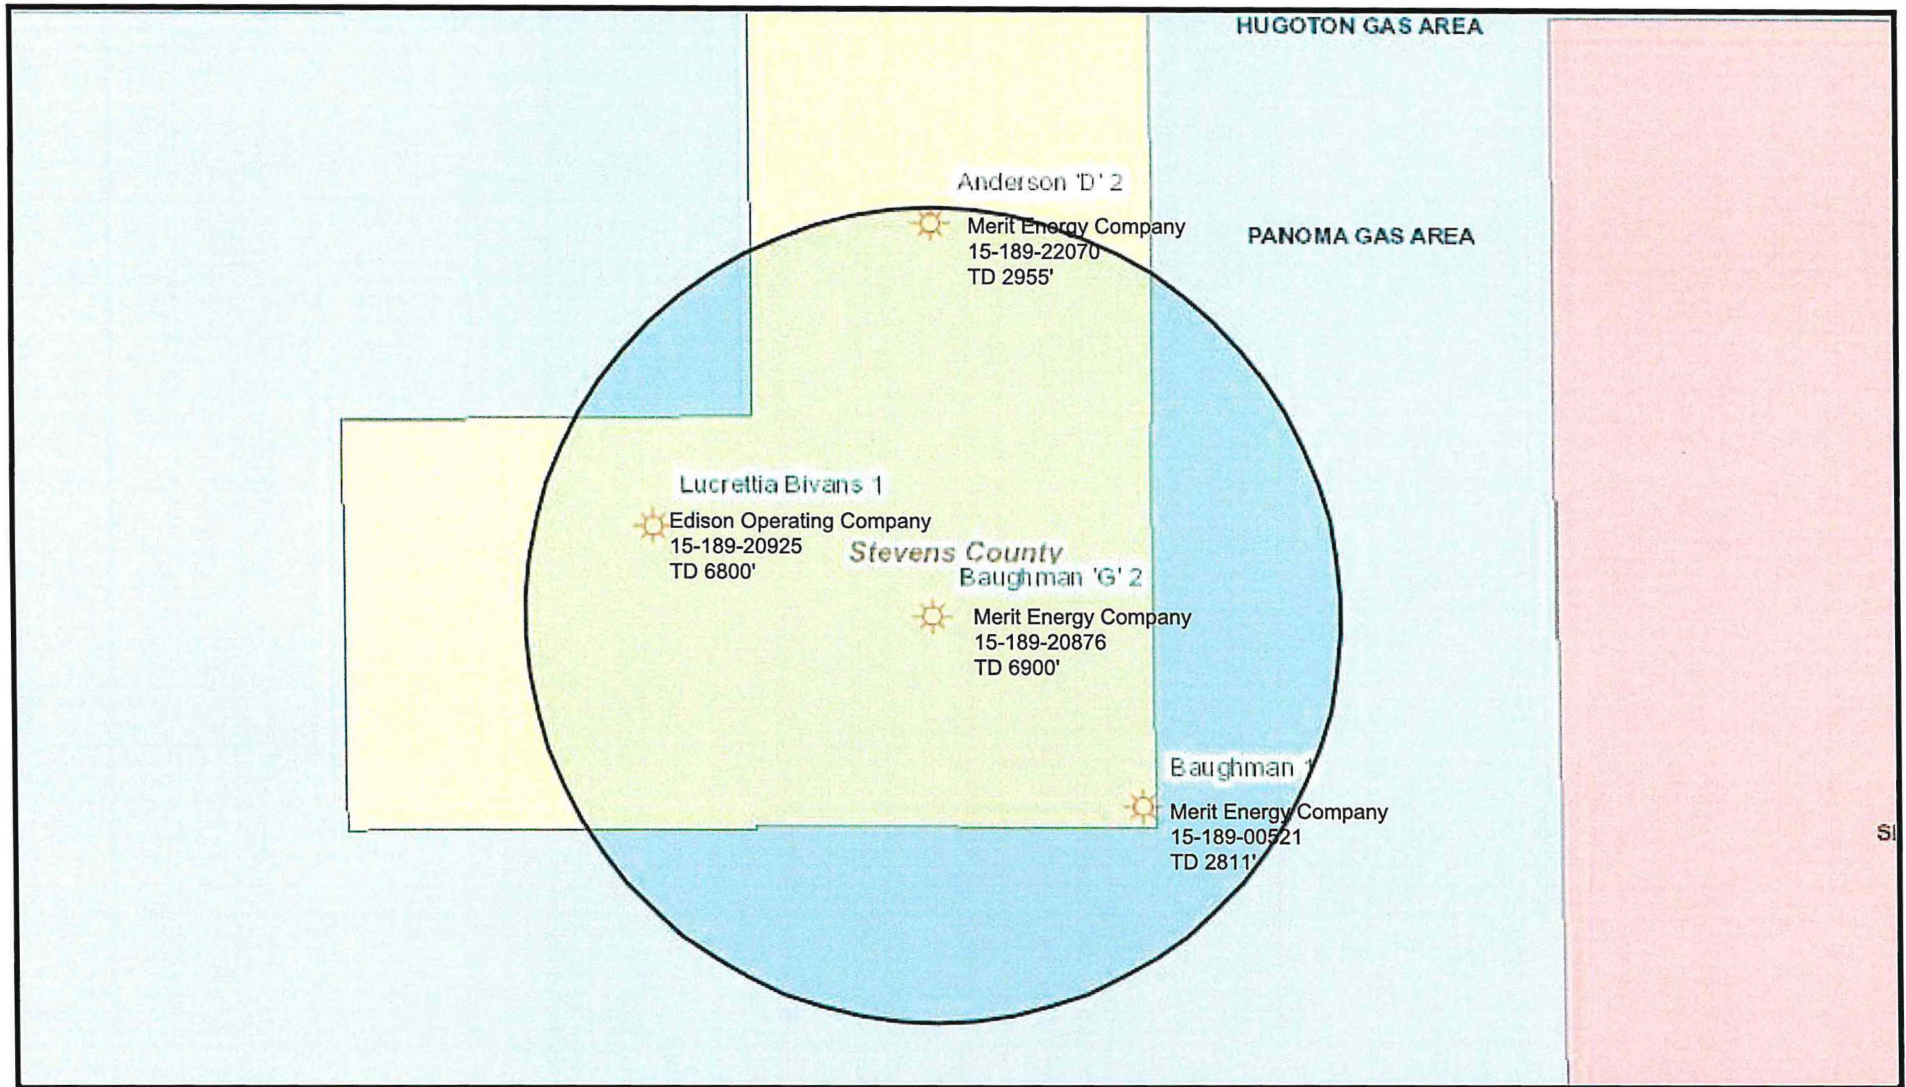 HUGOTON GAS AREA
Anderson 'D' 2
Merit Energy Company
15-189-22070
TD 2955'
PANOMA GAS AREA
Lucrettia Bivans 1
Edison Operating Company
15-189-20925
TD 6800'
Stevens County
Baughman 'G' 2
Merit Energy Company
15-189-20876
TD 6900'
Baughman 1
Merit Energy Company
15-189-00521
TD 2811'